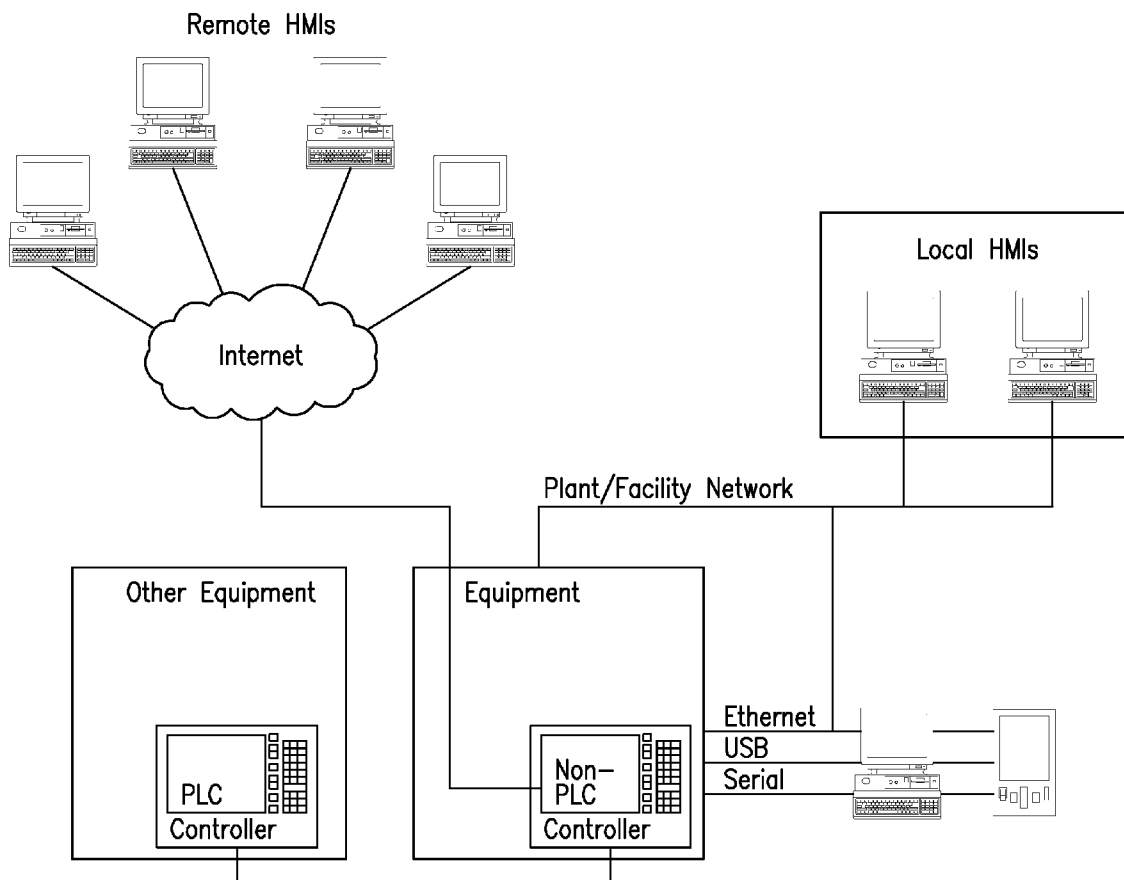 Remote HMIs
Local HMIs
Internet
Plant/Facility Network
Other Equipment
Equipment
Ethernet
USB
Serial
PLC
Controller
Non-
PLC
Controller